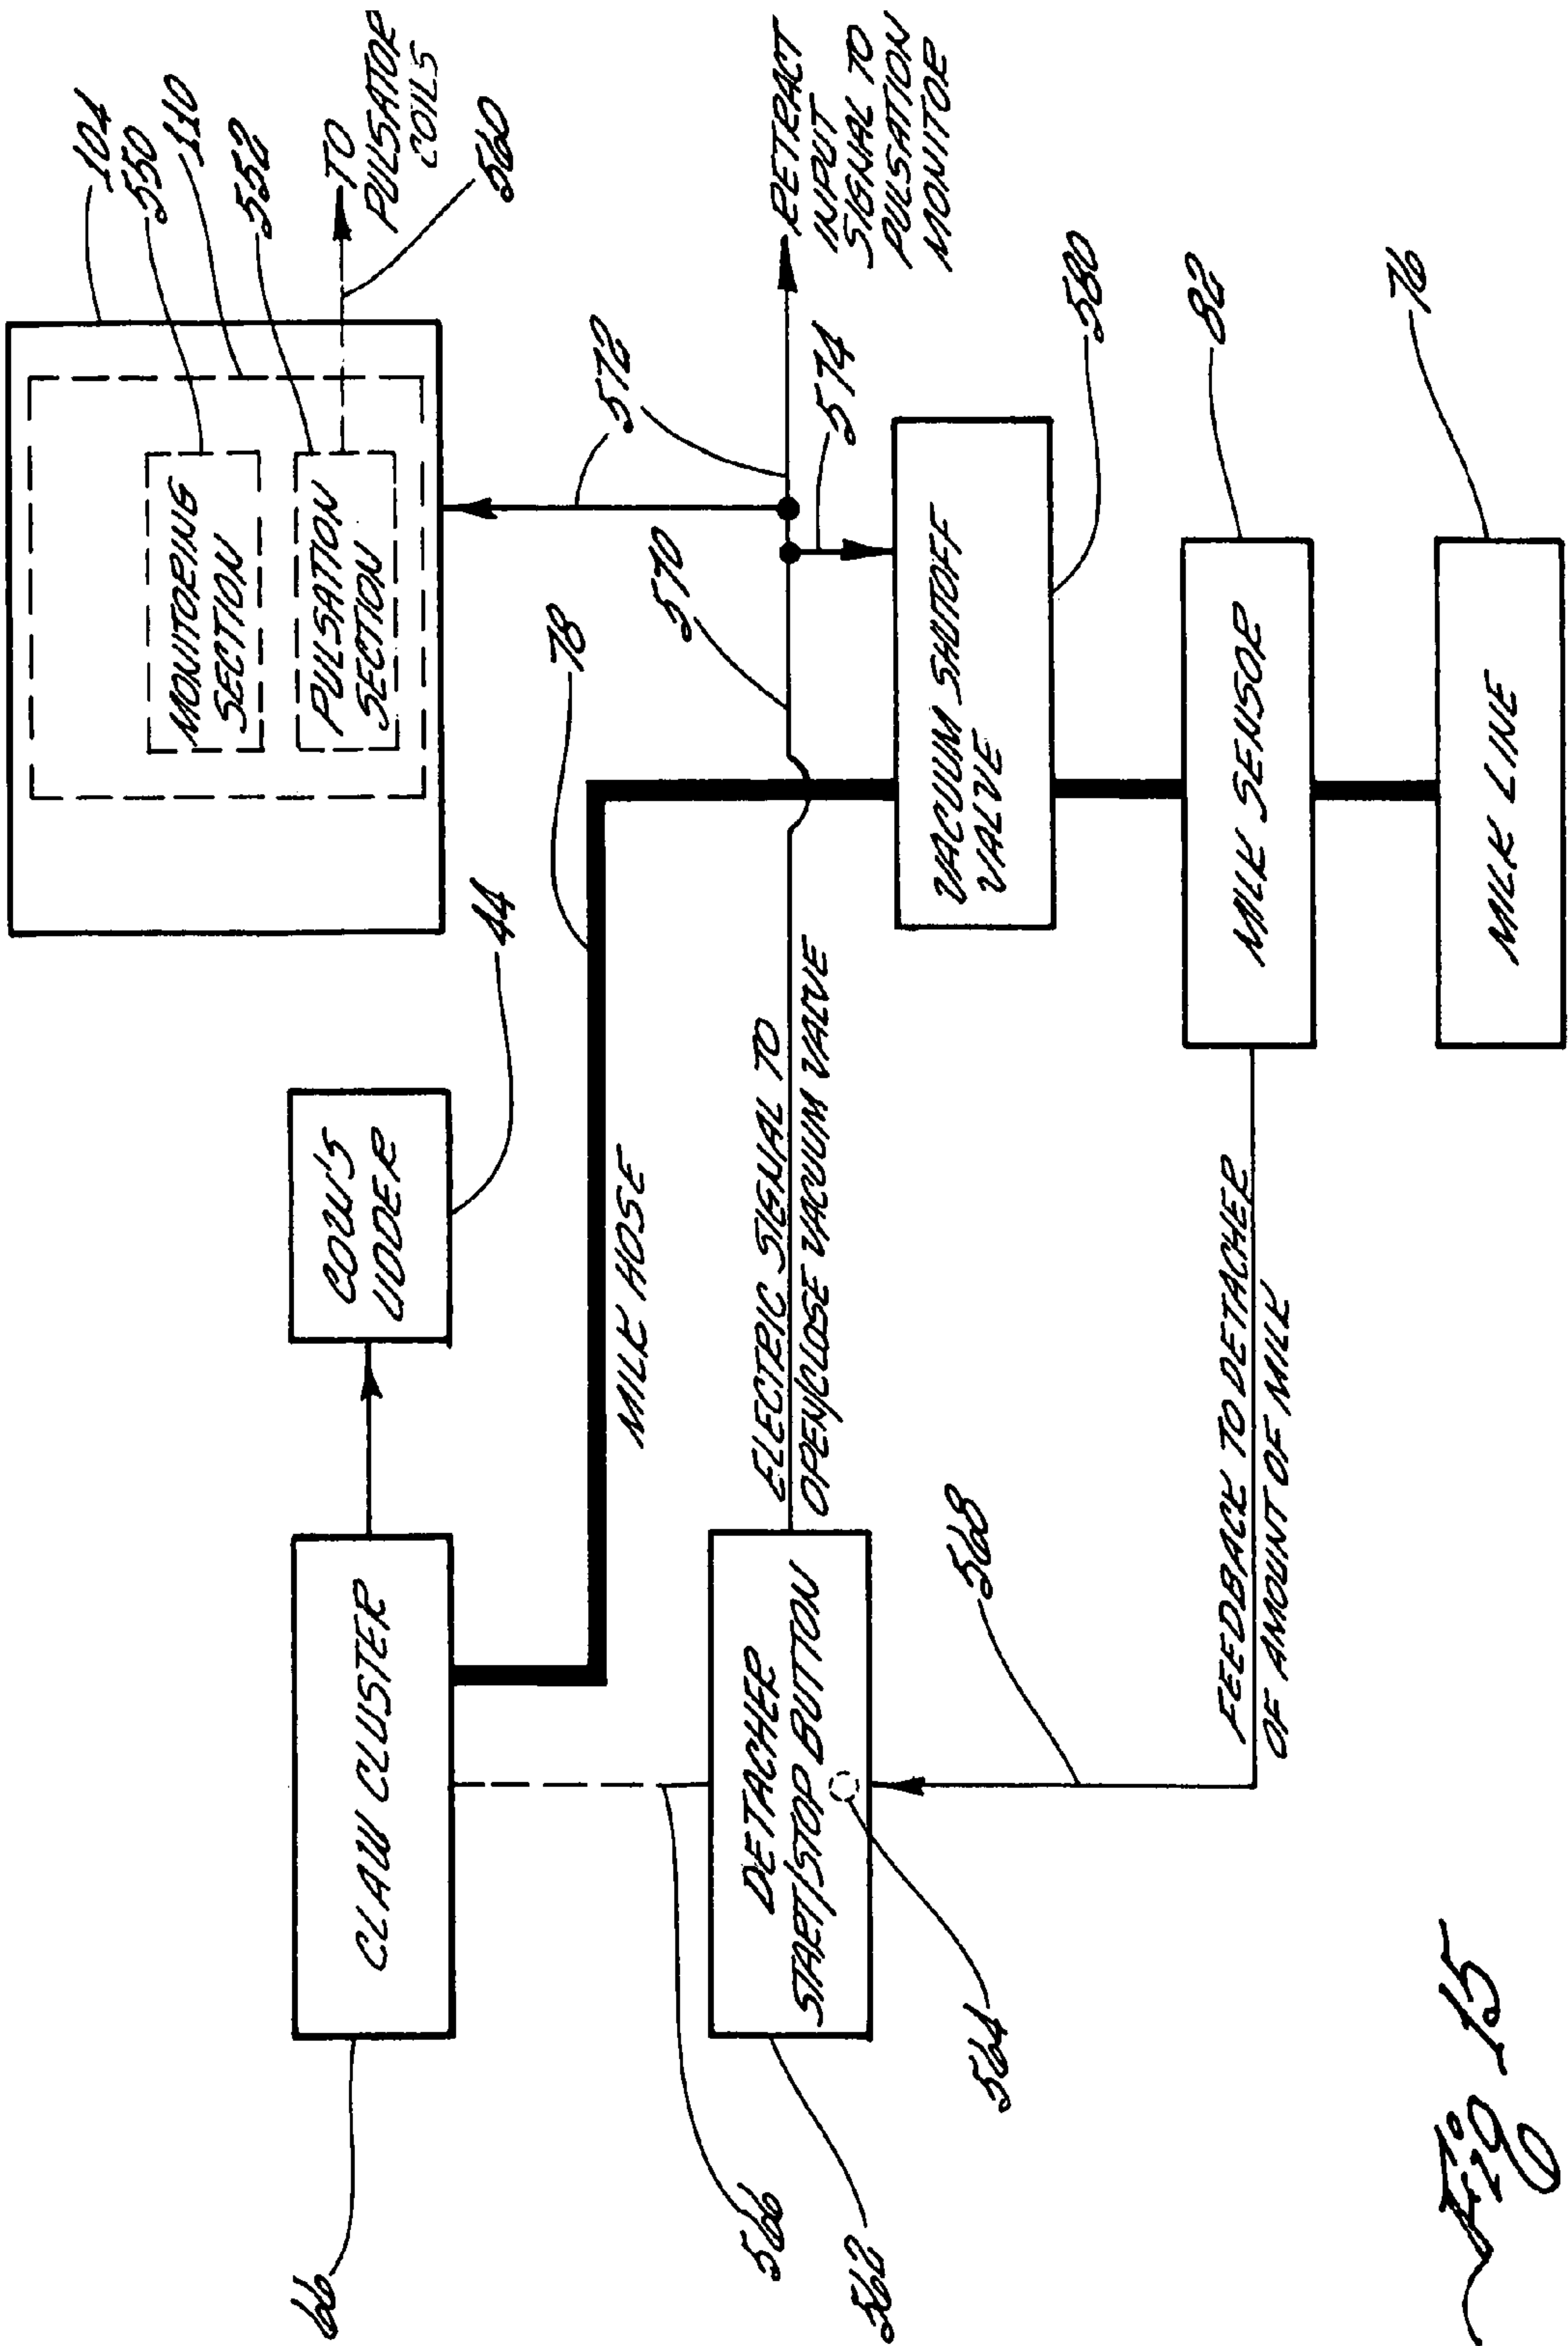 104
550
110
552
MONITORING
SECTION
PULSATION
SECTION
TO
PULSATOR
COILS
560
COW'S
UDDER
44
CLAW CLUSTER
66
78
MILK HOSE
572
RETRACT
INPUT
SIGNAL TO
PULSATION
MONITOR
570
574
ELECTRIC SIGNAL TO
OPEN/CLOSE VACUUM VALVE
566
DETACHER
START/STOP BUTTON
562
564
568
VACUUM SHUTOFF
VALVE
580
MILK SENSOR
82
FEEDBACK TO DETACHER
OF AMOUNT OF MILK
MILK LINE
76
Fig 15